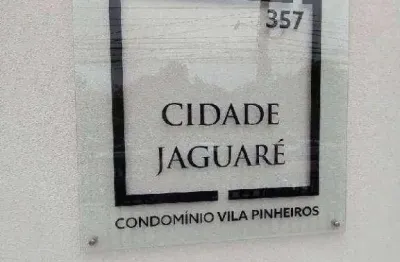 357
CIDADE
JAGUARÉ
CONDOMÍNIO VILA PINHEIROS